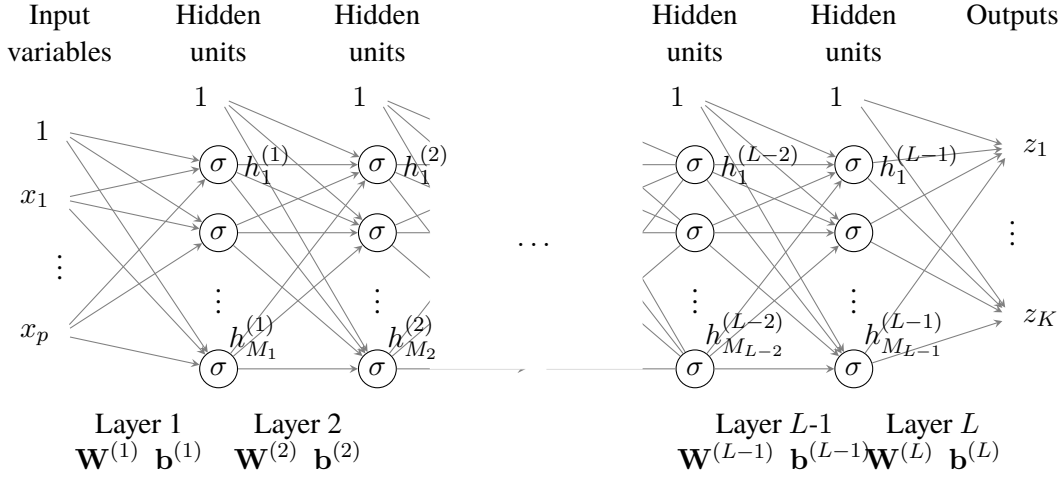 Input variables
Hidden units
Hidden units
Hidden units
Hidden units
Outputs
1
1
1
1
1
x_1
⋮
x_p
σ h_1^{(1)}
σ
⋮
σ h_{M_1}^{(1)}
σ h_1^{(2)}
σ
⋮
σ h_{M_2}^{(2)}
...
σ h_1^{(L-2)}
σ
⋮
σ h_{M_{L-2}}^{(L-2)}
σ h_1^{(L-1)}
σ
⋮
σ h_{M_{L-1}}^{(L-1)}
z_1
⋮
z_K
Layer 1
W^{(1)} b^{(1)}
Layer 2
W^{(2)} b^{(2)}
Layer L-1
W^{(L-1)} b^{(L-1)}
Layer L
W^{(L)} b^{(L)}